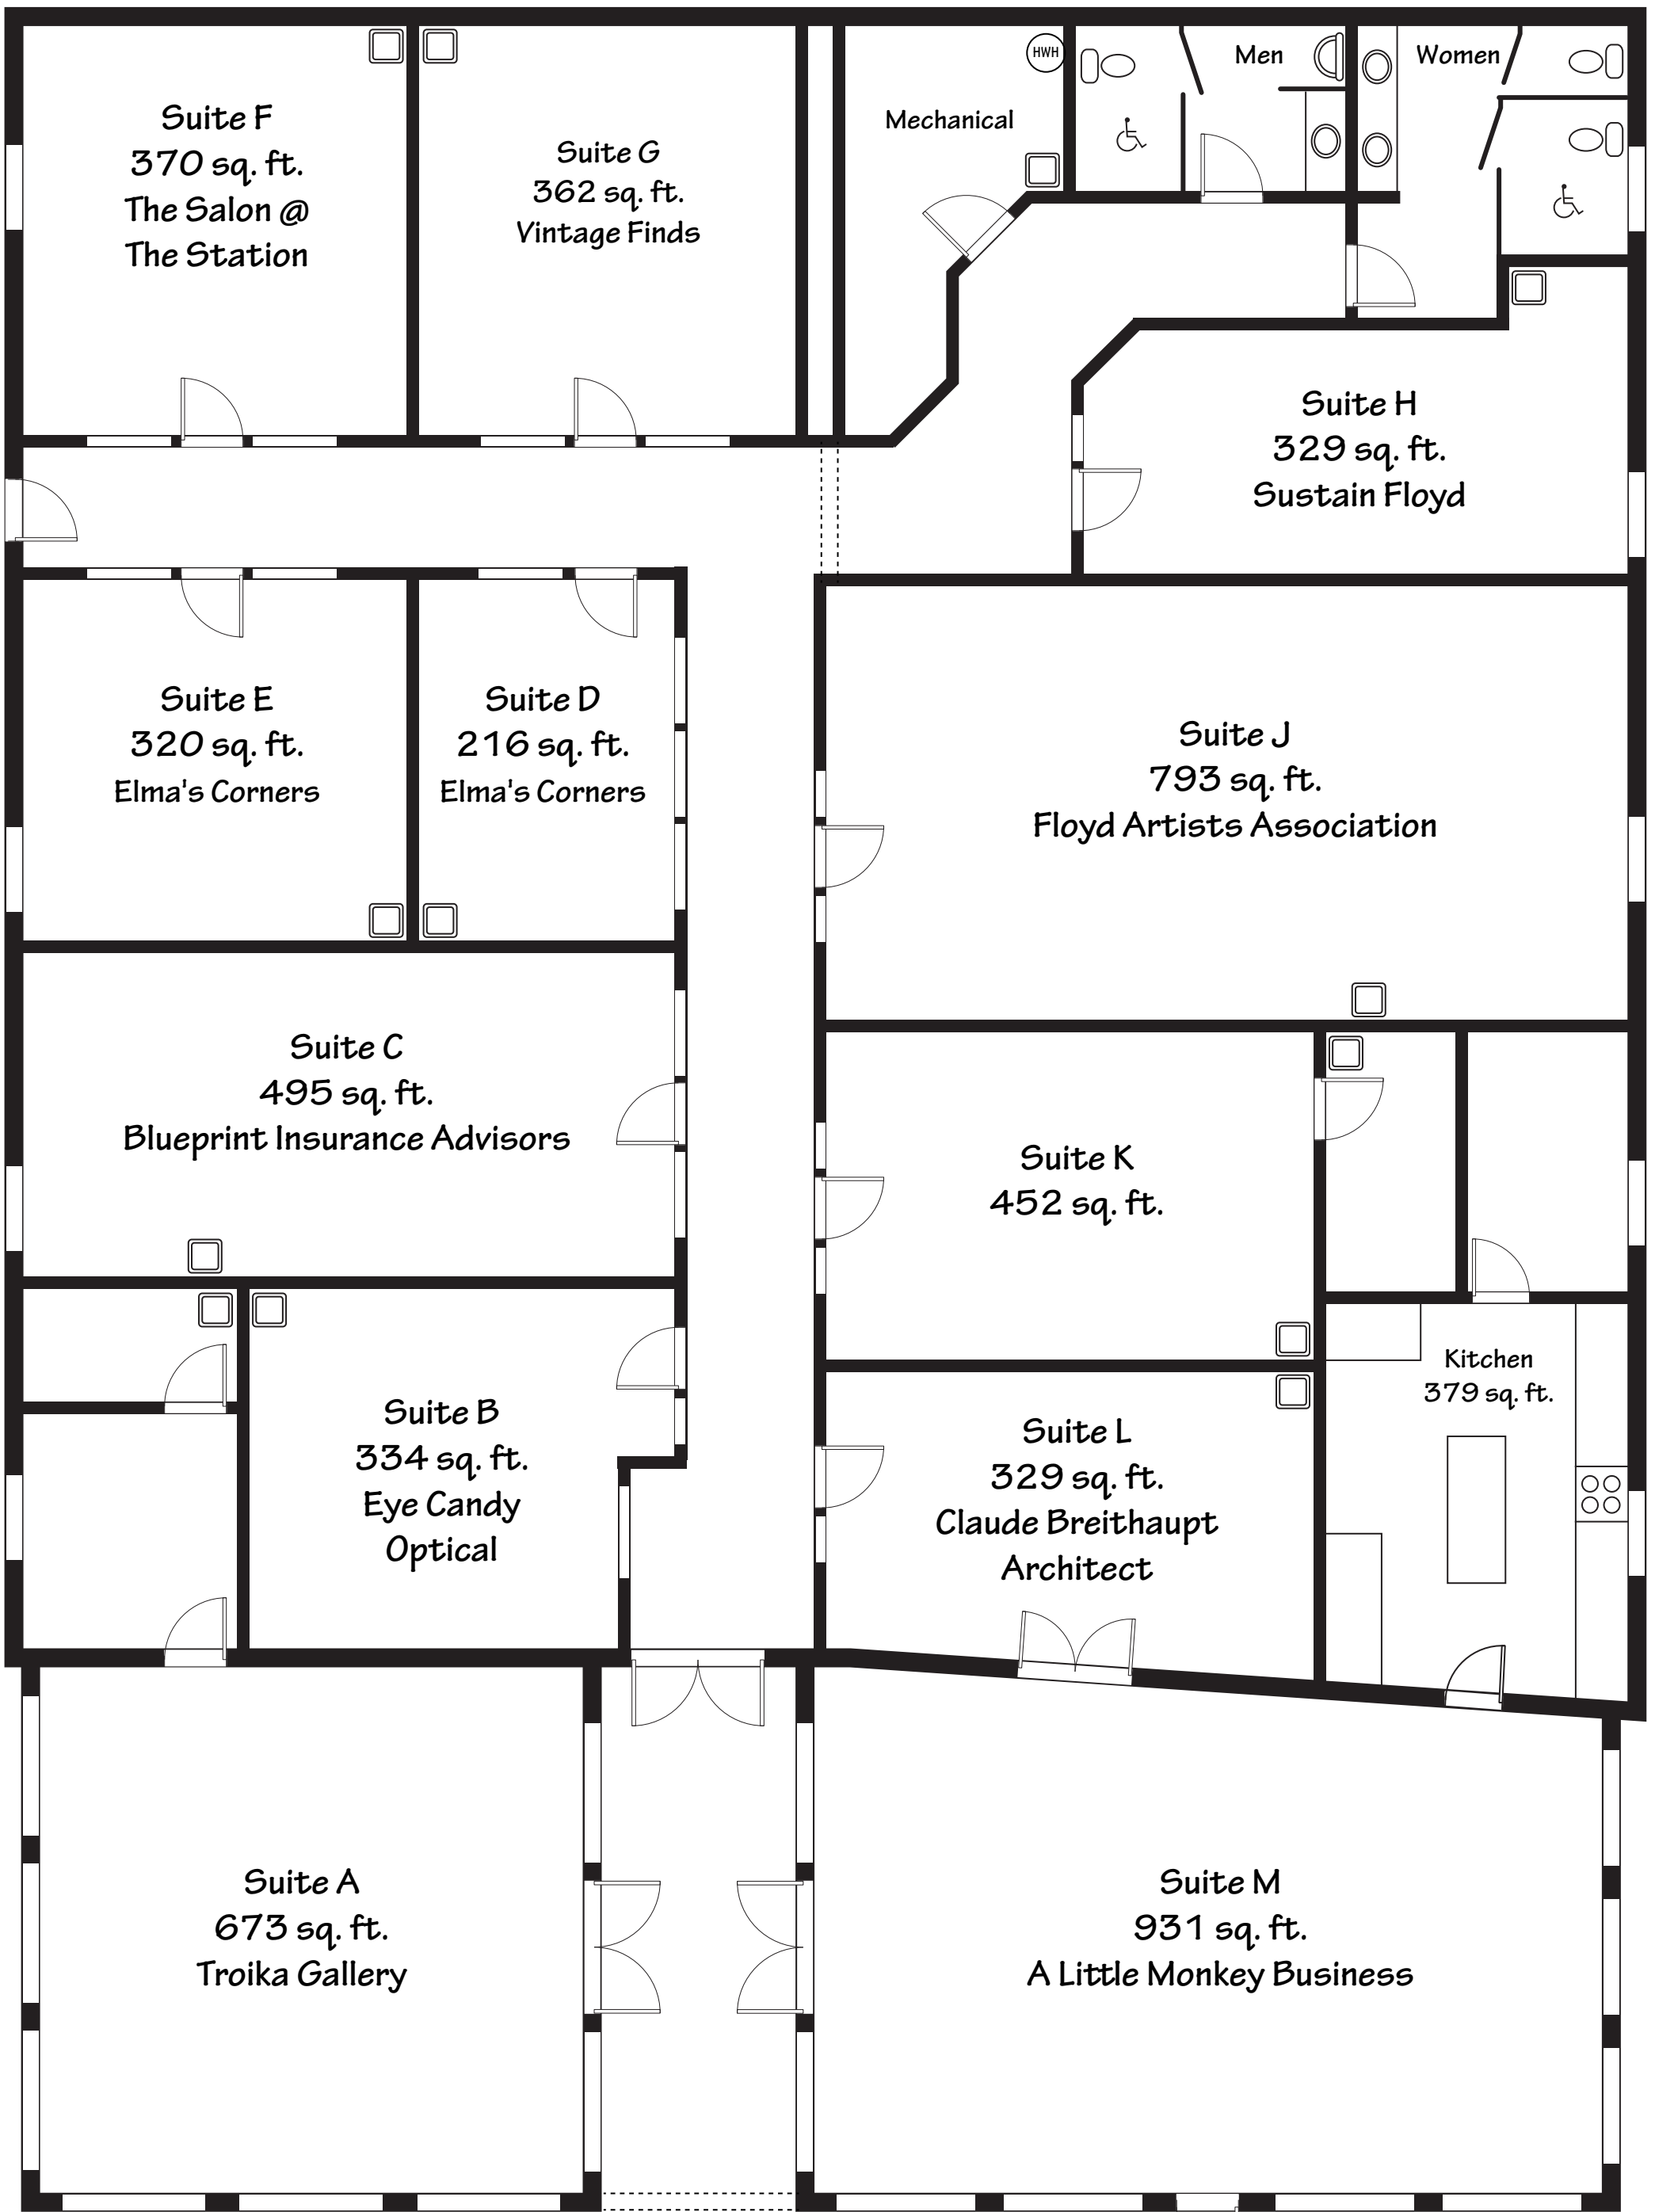 Suite F
370 sq. ft.
The Salon @
The Station
Suite G
362 sq. ft.
Vintage Finds
HWH
Mechanical
Men
Women
Suite H
329 sq. ft.
Sustain Floyd
Suite E
320 sq. ft.
Elma's Corners
Suite D
216 sq. ft.
Elma's Corners
Suite J
793 sq. ft.
Floyd Artists Association
Suite C
495 sq. ft.
Blueprint Insurance Advisors
Suite K
452 sq. ft.
Suite B
334 sq. ft.
Eye Candy
Optical
Suite L
329 sq. ft.
Claude Breithaupt
Architect
Kitchen
379 sq. ft.
Suite A
673 sq. ft.
Troika Gallery
Suite M
931 sq. ft.
A Little Monkey Business